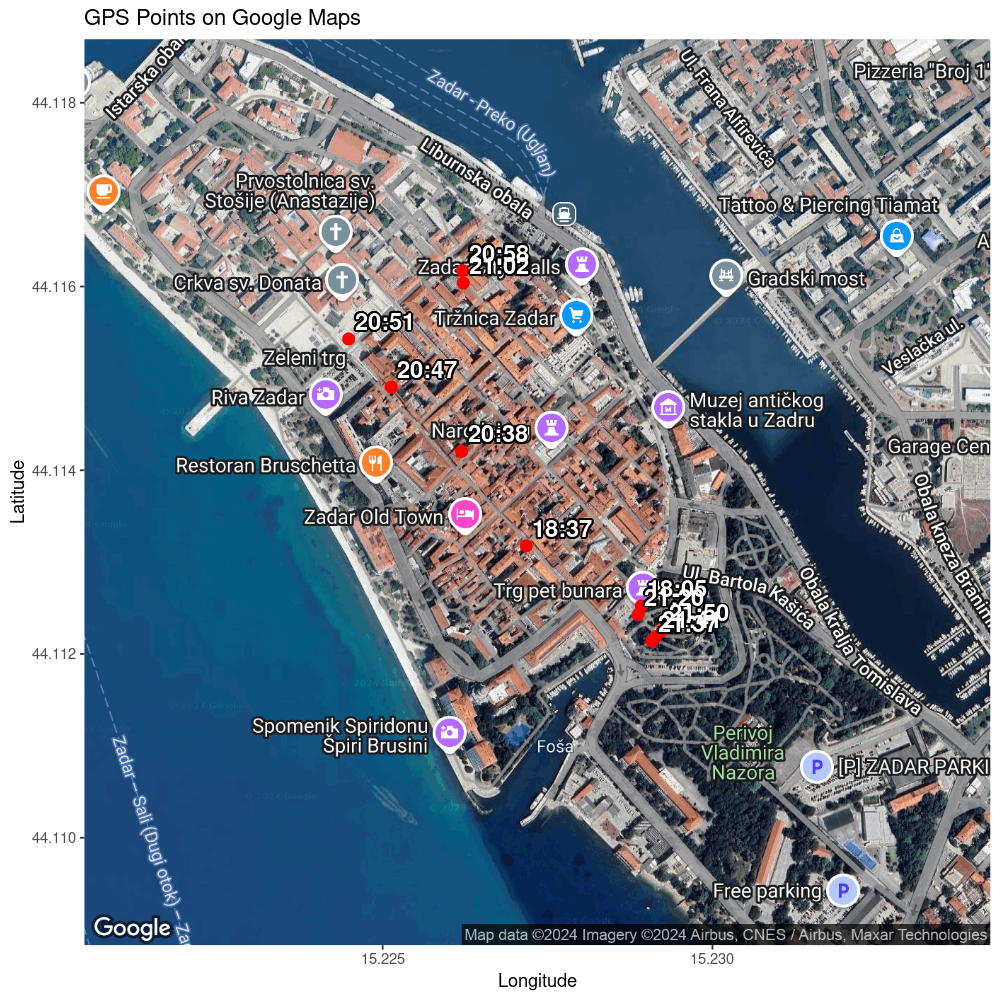 GPS Points on Google Maps
Latitude
44.118
44.116
44.114
44.112
44.110
15.225
15.230
Longitude
Istarska obala
Zadar - Preko (Ugljan)
Liburnska obala
Ul. Frana Alfirevića
Pizzeria "Broj 1"
Prvostolnica sv.
Stošije (Anastazije)
Tattoo & Piercing Tiamat
A
20:58
21:02
Crkva sv. Donata
Gradski most
Tržnica Zadar
20:51
Zeleni trg
Veslačka ul.
20:47
Riva Zadar
Muzej antičkog
stakla u Zadru
20:38
Garage Cen
Restoran Bruschetta
Zadar Old Town
18:37
Obala kneza Branim
Trg pet bunara
18:05
21:20
21:50
21:37
Ul. Bartola Kašića
Obala kralja Tomislava
Spomenik Spiridonu
Špiri Brusini
Foša
Perivoj
Vladimira
Nazora
P
[P] ZADAR PARKI
Zadar – Sali (Dugi otok) – Za
Free parking
P
Google
Map data ©2024 Imagery ©2024 Airbus, CNES / Airbus, Maxar Technologies